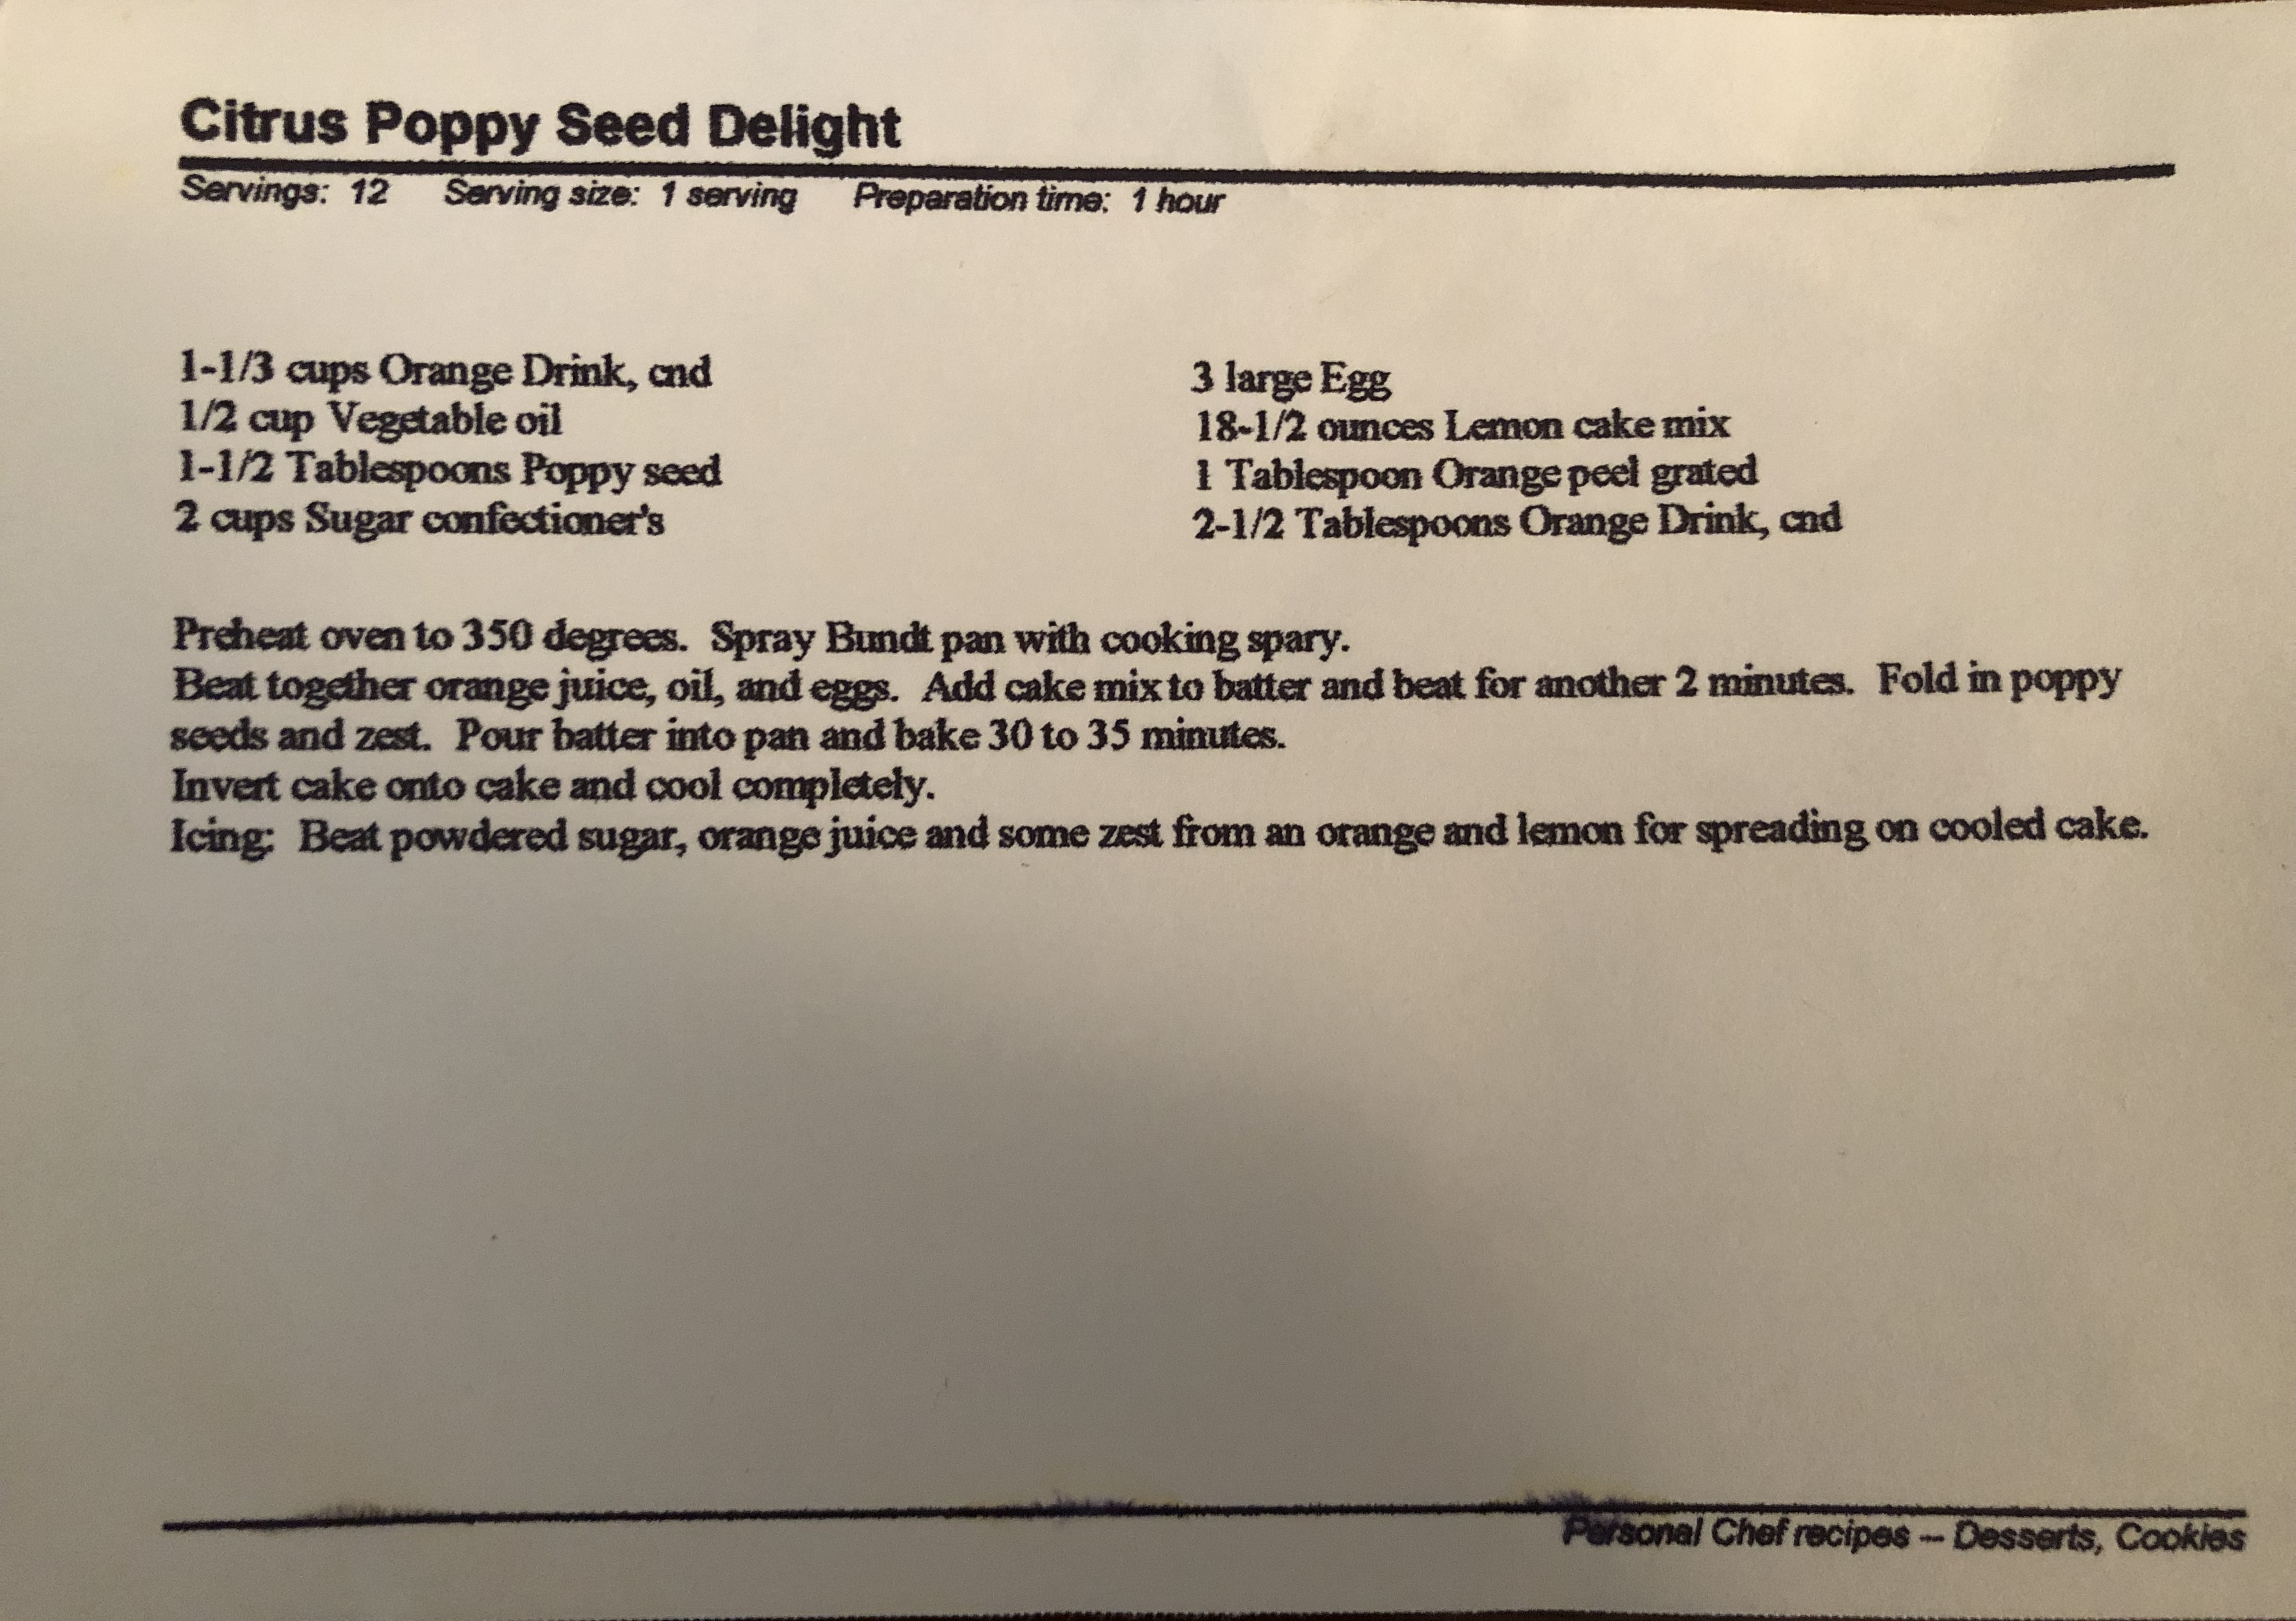 Citrus Poppy Seed Delight
Servings: 12 Serving size: 1 serving Preparation time: 1 hour
1-1/3 cups Orange Drink, cnd
1/2 cup Vegetable oil
1-1/2 Tablespoons Poppy seed
2 cups Sugar confectioner's
3 large Egg
18-1/2 ounces Lemon cake mix
1 Tablespoon Orange peel grated
2-1/2 Tablespoons Orange Drink, cnd
Preheat oven to 350 degrees. Spray Bundt pan with cooking spary.
Beat together orange juice, oil, and eggs. Add cake mix to batter and beat for another 2 minutes. Fold in poppy
seeds and zest. Pour batter into pan and bake 30 to 35 minutes.
Invert cake onto cake and cool completely.
Icing: Beat powdered sugar, orange juice and some zest from an orange and lemon for spreading on cooled cake.
Personal Chef recipes -- Desserts, Cookies